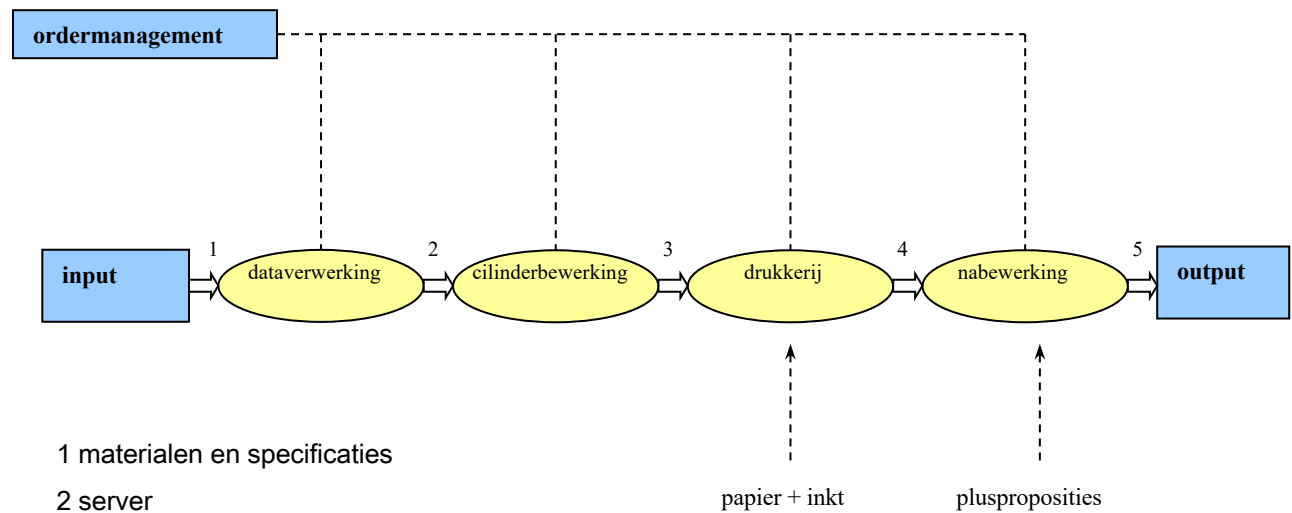 ordermanagement
1
2
3
4
5
input
dataverwerking
cilinderbewerking
drukkerij
nabewerking
output
1 materialen en specificaties
2 server
papier + inkt
plusproposities